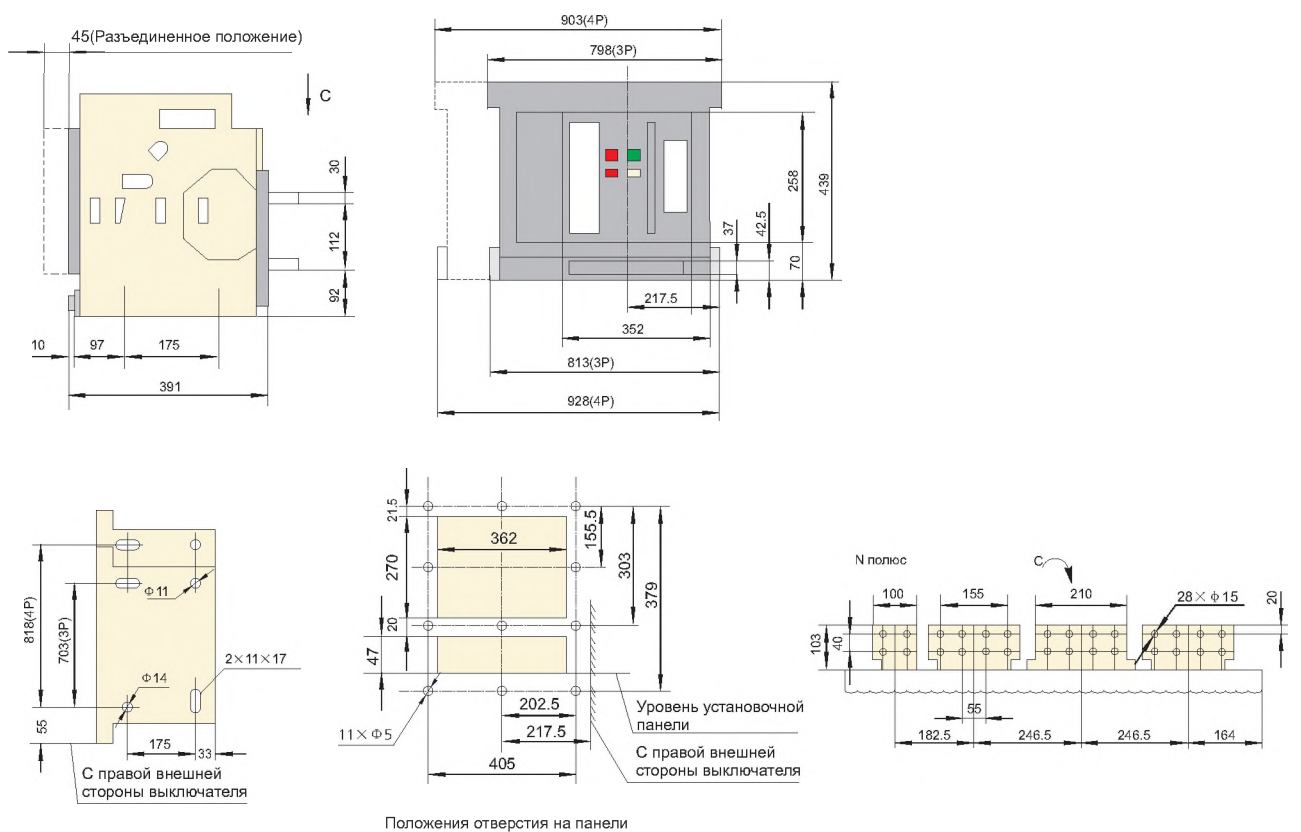 45(Разъединенное положение)
C
30
112
92
10
97
175
391
903(4P)
798(3P)
258
439
37
42.5
70
217.5
352
813(3P)
928(4P)
818(4P)
703(3P)
Φ11
2×11×17
Φ14
55
175
33
С правой внешней
стороны выключателя
21.5
270
20
47
362
155.5
303
379
11×Φ5
202.5
217.5
405
Уровень установочной
панели
С правой внешней
стороны выключателя
Положения отверстия на панели
N полюс
C
100
155
210
28×ϕ15
20
103
40
55
182.5
246.5
246.5
164